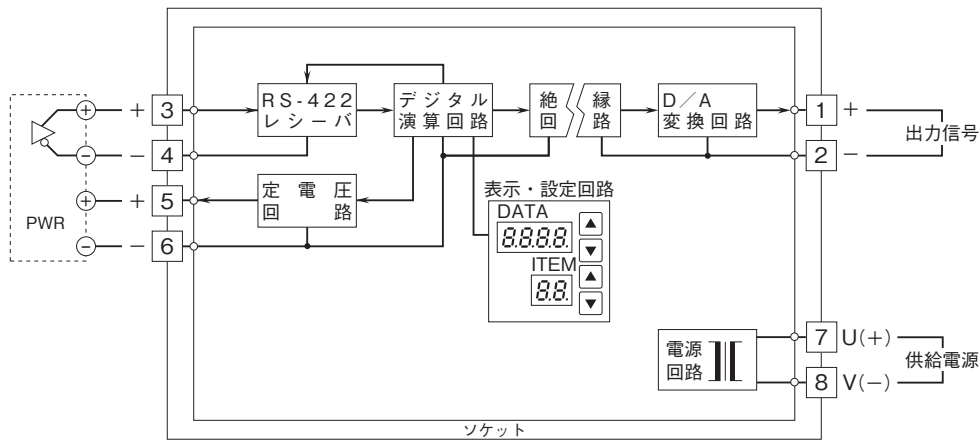 + 3
− 4
+ 5
− 6
PWR
RS-422
レシーバ
デジタル
演算回路
絶 縁
回 路
D/A
変換回路
1 +
2 −
出力信号
定電圧
回路
表示・設定回路
DATA
8.8.8.8.
ITEM
8.8.
▲
▼
▲
▼
電源
回路
7 U(+)
8 V(−)
供給電源
ソケット